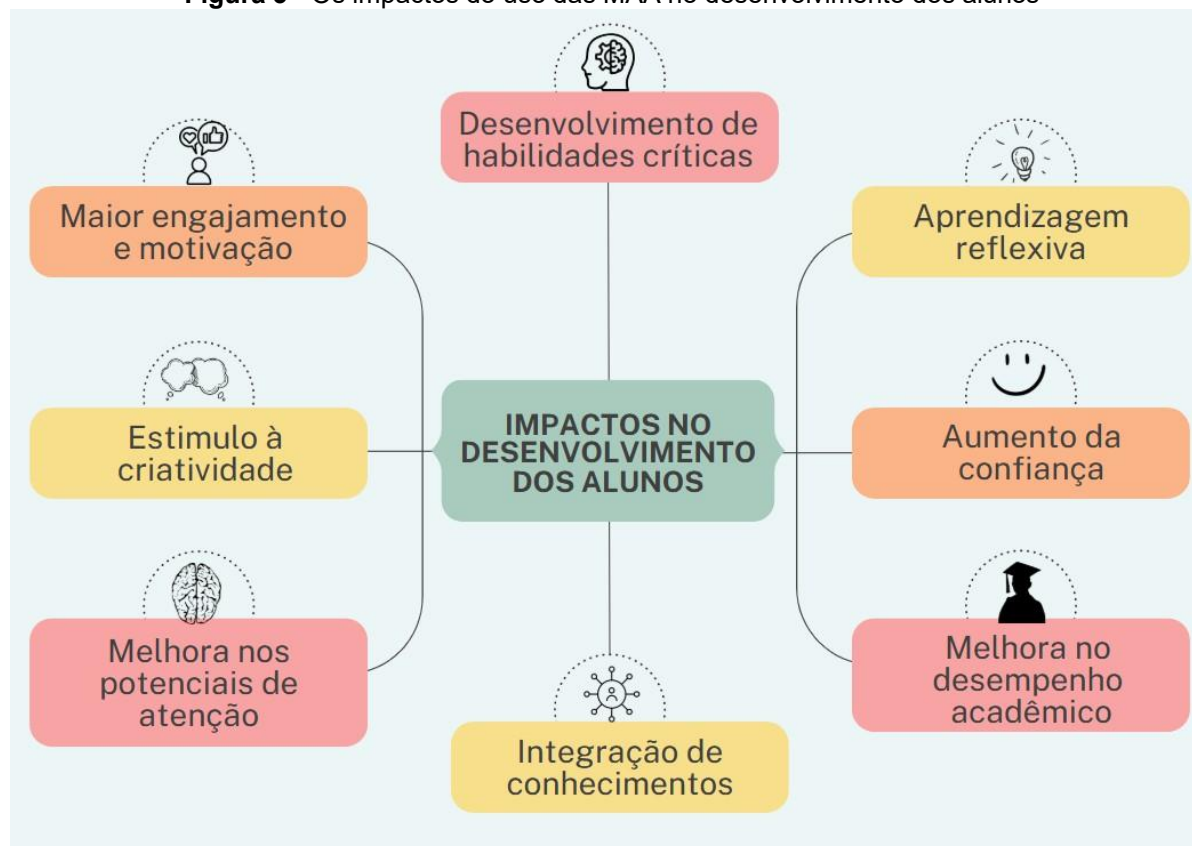 Desenvolvimento de
habilidades críticas
Maior engajamento
e motivação
Aprendizagem
reflexiva
Estimulo à
criatividade
IMPACTOS NO
DESENVOLVIMENTO
DOS ALUNOS
Aumento da
confiança
Melhora nos
potenciais de
atenção
Melhora no
desempenho
acadêmico
Integração de
conhecimentos